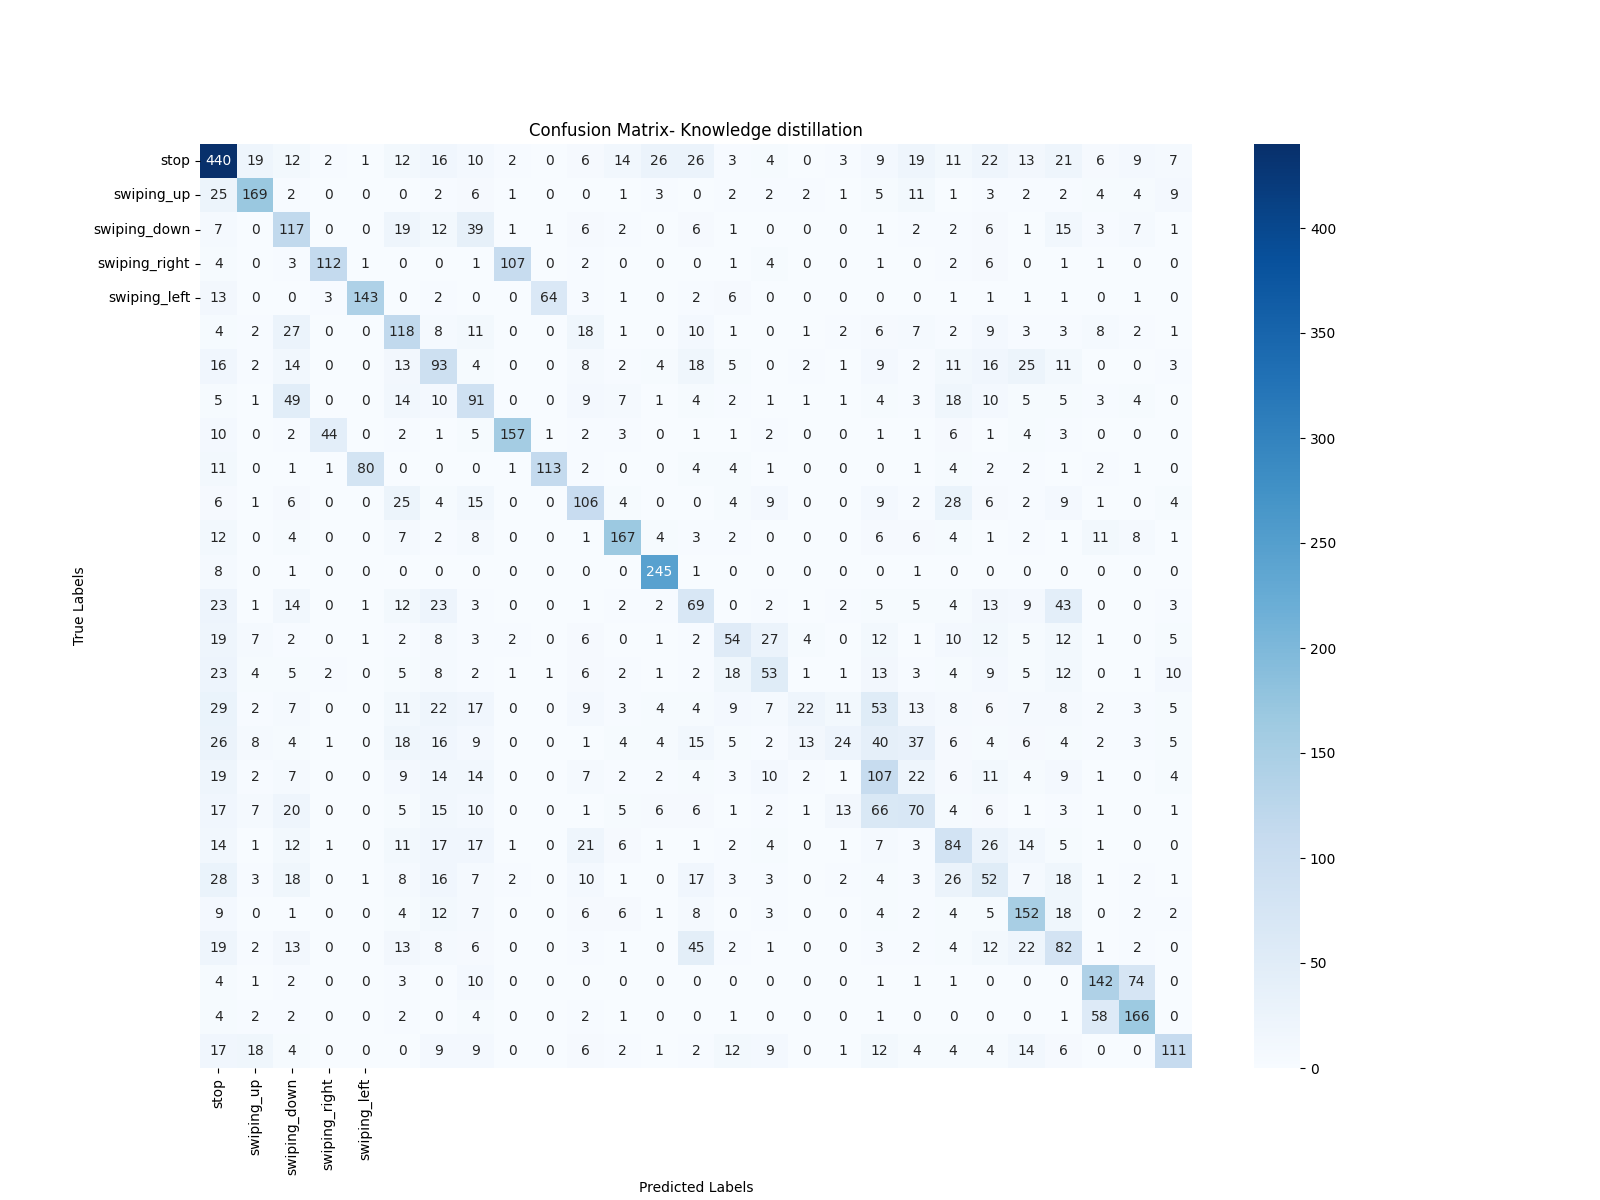 Confusion Matrix- Knowledge distillation
stop 440 19 12 2 1 12 16 10 2 0 6 14 26 26 3 4 0 3 9 19 11 22 13 21 6 9 7
swiping_up 25 169 2 0 0 0 2 6 1 0 0 1 3 0 2 2 2 1 5 11 1 3 2 2 4 4 9
swiping_down 7 0 117 0 0 19 12 39 1 1 6 2 0 6 1 0 0 0 1 2 2 6 1 15 3 7 1
swiping_right 4 0 3 112 1 0 0 1 107 0 2 0 0 0 1 4 0 0 1 0 2 6 0 1 1 0 0
swiping_left 13 0 0 3 143 0 2 0 0 64 3 1 0 2 6 0 0 0 0 0 1 1 1 1 0 1 0
4 2 27 0 0 118 8 11 0 0 18 1 0 10 1 0 1 2 6 7 2 9 3 3 8 2 1
16 2 14 0 0 13 93 4 0 0 8 2 4 18 5 0 2 1 9 2 11 16 25 11 0 0 3
5 1 49 0 0 14 10 91 0 0 9 7 1 4 2 1 1 1 4 3 18 10 5 5 3 4 0
10 0 2 44 0 2 1 5 157 1 2 3 0 1 1 2 0 0 1 1 6 1 4 3 0 0 0
11 0 1 1 80 0 0 0 1 113 2 0 0 4 4 1 0 0 0 1 4 2 2 1 2 1 0
6 1 6 0 0 25 4 15 0 0 106 4 0 0 4 9 0 0 9 2 28 6 2 9 1 0 4
12 0 4 0 0 7 2 8 0 0 1 167 4 3 2 0 0 0 6 6 4 1 2 1 11 8 1
8 0 1 0 0 0 0 0 0 0 0 0 245 1 0 0 0 0 0 1 0 0 0 0 0 0 0
23 1 14 0 1 12 23 3 0 0 1 2 2 69 0 2 1 2 5 5 4 13 9 43 0 0 3
19 7 2 0 1 2 8 3 2 0 6 0 1 2 54 27 4 0 12 1 10 12 5 12 1 0 5
23 4 5 2 0 5 8 2 1 1 6 2 1 2 18 53 1 1 13 3 4 9 5 12 0 1 10
29 2 7 0 0 11 22 17 0 0 9 3 4 4 9 7 22 11 53 13 8 6 7 8 2 3 5
26 8 4 1 0 18 16 9 0 0 1 4 4 15 5 2 13 24 40 37 6 4 6 4 2 3 5
19 2 7 0 0 9 14 14 0 0 7 2 2 4 3 10 2 1 107 22 6 11 4 9 1 0 4
17 7 20 0 0 5 15 10 0 0 1 5 6 6 1 2 1 13 66 70 4 6 1 3 1 0 1
14 1 12 1 0 11 17 17 1 0 21 6 1 1 2 4 0 1 7 3 84 26 14 5 1 0 0
28 3 18 0 1 8 16 7 2 0 10 1 0 17 3 3 0 2 4 3 26 52 7 18 1 2 1
9 0 1 0 0 4 12 7 0 0 6 6 1 8 0 3 0 0 4 2 4 5 152 18 0 2 2
19 2 13 0 0 13 8 6 0 0 3 1 0 45 2 1 0 0 3 2 4 12 22 82 1 2 0
4 1 2 0 0 3 0 10 0 0 0 0 0 0 0 0 0 0 1 1 1 0 0 0 142 74 0
4 2 2 0 0 2 0 4 0 0 2 1 0 0 1 0 0 0 1 0 0 0 0 1 58 166 0
17 18 4 0 0 0 9 9 0 0 6 2 1 2 12 9 0 1 12 4 4 4 14 6 0 0 111
True Labels
stop
swiping_up
swiping_down
swiping_right
swiping_left
Predicted Labels
400
350
300
250
200
150
100
50
0